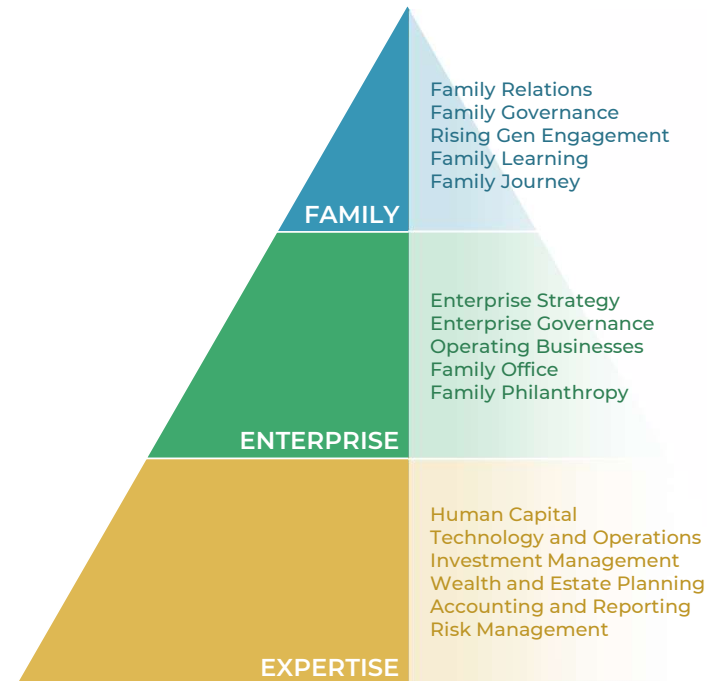 Family Relations
Family Governance
Rising Gen Engagement
Family Learning
Family Journey
FAMILY
Enterprise Strategy
Enterprise Governance
Operating Businesses
Family Office
Family Philanthropy
ENTERPRISE
Human Capital
Technology and Operations
Investment Management
Wealth and Estate Planning
Accounting and Reporting
Risk Management
EXPERTISE